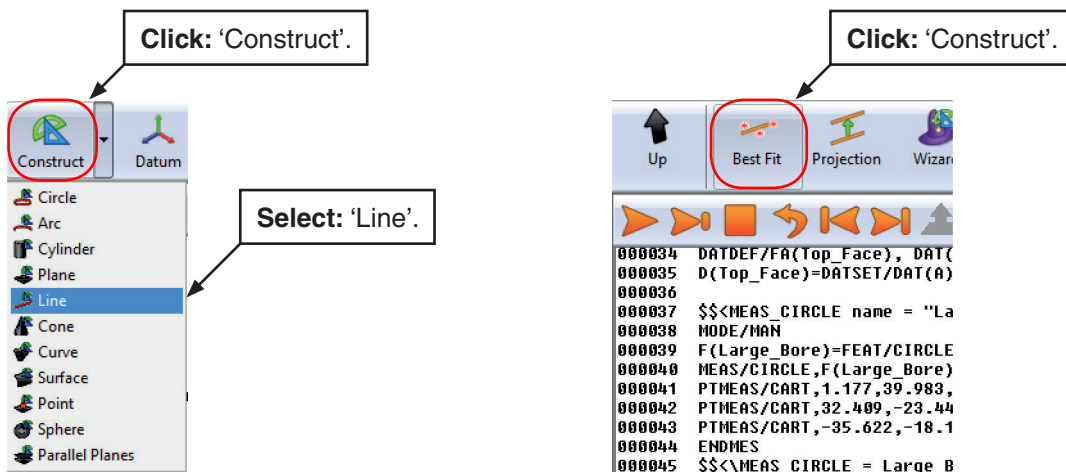 Click: ‘Construct’.
Construct
Datum
Circle
Arc
Cylinder
Plane
Line
Cone
Curve
Surface
Point
Sphere
Parallel Planes
Select: ‘Line’.
Click: ‘Construct’.
Up
Best Fit
Projection
Wizar
000034 DATDEF/FA(Top_Face), DAT(
000035 D(Top_Face)=DATSET/DAT(A)
000036
000037 $$<MEAS_CIRCLE name = "La
000038 MODE/MAN
000039 F(Large_Bore)=FEAT/CIRCLE
000040 MEAS/CIRCLE,F(Large_Bore)
000041 PTMEAS/CART,1.177,39.983,
000042 PTMEAS/CART,32.409,-23.44
000043 PTMEAS/CART,-35.622,-18.1
000044 ENDMES
000045 $$<\MEAS_CIRCLE = Large_B